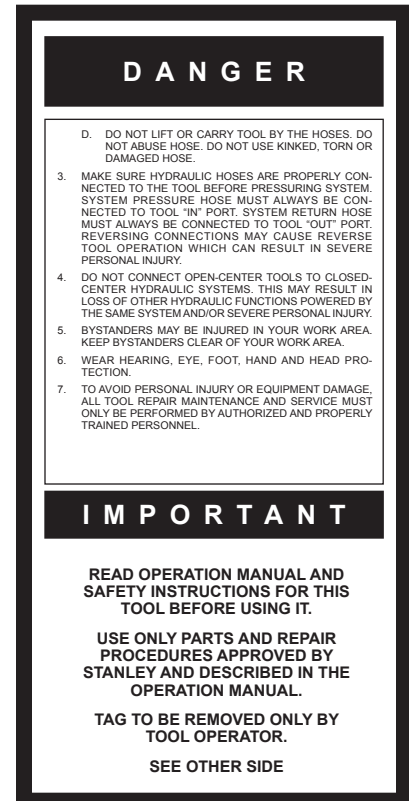 DANGER
D. DO NOT LIFT OR CARRY TOOL BY THE HOSES. DO
NOT ABUSE HOSE. DO NOT USE KINKED, TORN OR
DAMAGED HOSE.
3. MAKE SURE HYDRAULIC HOSES ARE PROPERLY CON-
NECTED TO THE TOOL BEFORE PRESSURING SYSTEM.
SYSTEM PRESSURE HOSE MUST ALWAYS BE CON-
NECTED TO TOOL “IN” PORT. SYSTEM RETURN HOSE
MUST ALWAYS BE CONNECTED TO TOOL “OUT” PORT.
REVERSING CONNECTIONS MAY CAUSE REVERSE
TOOL OPERATION WHICH CAN RESULT IN SEVERE
PERSONAL INJURY.
4. DO NOT CONNECT OPEN-CENTER TOOLS TO CLOSED-
CENTER HYDRAULIC SYSTEMS. THIS MAY RESULT IN
LOSS OF OTHER HYDRAULIC FUNCTIONS POWERED BY
THE SAME SYSTEM AND/OR SEVERE PERSONAL INJURY.
5. BYSTANDERS MAY BE INJURED IN YOUR WORK AREA.
KEEP BYSTANDERS CLEAR OF YOUR WORK AREA.
6. WEAR HEARING, EYE, FOOT, HAND AND HEAD PRO-
TECTION.
7. TO AVOID PERSONAL INJURY OR EQUIPMENT DAMAGE,
ALL TOOL REPAIR MAINTENANCE AND SERVICE MUST
ONLY BE PERFORMED BY AUTHORIZED AND PROPERLY
TRAINED PERSONNEL.
IMPORTANT
READ OPERATION MANUAL AND
SAFETY INSTRUCTIONS FOR THIS
TOOL BEFORE USING IT.
USE ONLY PARTS AND REPAIR
PROCEDURES APPROVED BY
STANLEY AND DESCRIBED IN THE
OPERATION MANUAL.
TAG TO BE REMOVED ONLY BY
TOOL OPERATOR.
SEE OTHER SIDE